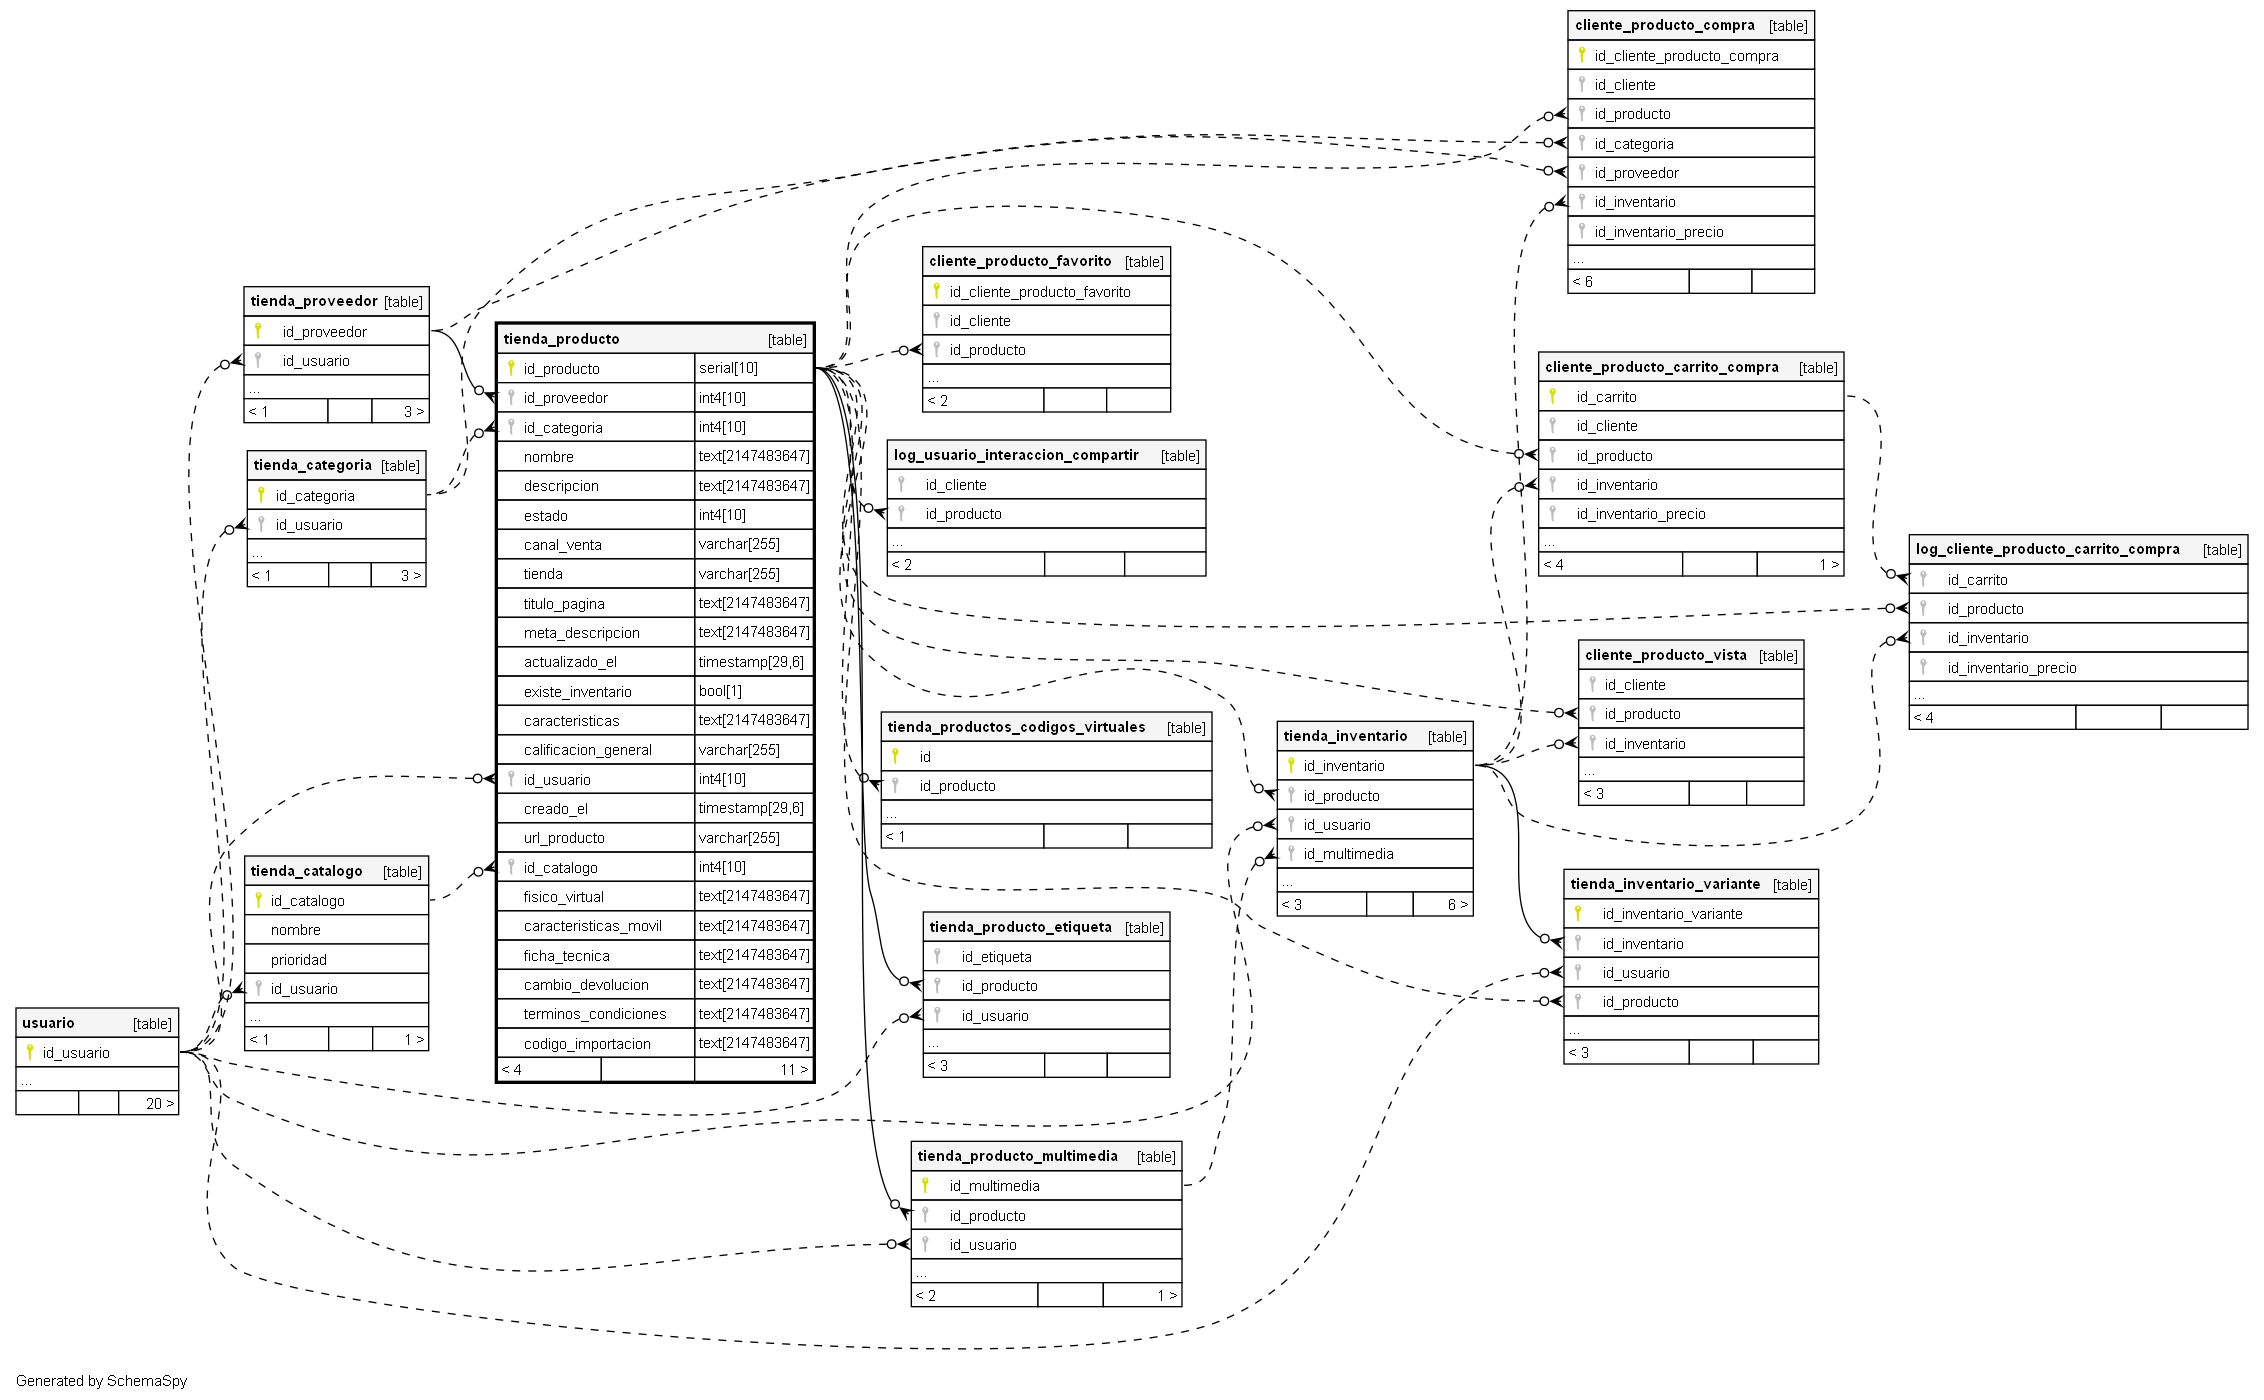 cliente_producto_compra [table]
id_cliente_producto_compra
id_cliente
id_producto
id_categoria
id_proveedor
id_inventario
id_inventario_precio
...
< 6
cliente_producto_favorito [table]
id_cliente_producto_favorito
id_cliente
id_producto
...
< 2
tienda_proveedor [table]
id_proveedor
id_usuario
...
< 1 3 >
tienda_categoria [table]
id_categoria
id_usuario
...
< 1 3 >
tienda_producto [table]
id_producto serial[10]
id_proveedor int4[10]
id_categoria int4[10]
nombre text[2147483647]
descripcion text[2147483647]
estado int4[10]
canal_venta varchar[255]
tienda varchar[255]
titulo_pagina text[2147483647]
meta_descripcion text[2147483647]
actualizado_el timestamp[29,6]
existe_inventario bool[1]
caracteristicas text[2147483647]
calificacion_general varchar[255]
id_usuario int4[10]
creado_el timestamp[29,6]
url_producto varchar[255]
id_catalogo int4[10]
fisico_virtual text[2147483647]
caracteristicas_movil text[2147483647]
ficha_tecnica text[2147483647]
cambio_devolucion text[2147483647]
terminos_condiciones text[2147483647]
codigo_importacion text[2147483647]
< 4 11 >
log_usuario_interaccion_compartir [table]
id_cliente
id_producto
...
< 2
cliente_producto_carrito_compra [table]
id_carrito
id_cliente
id_producto
id_inventario
id_inventario_precio
...
< 4 1 >
log_cliente_producto_carrito_compra [table]
id_carrito
id_producto
id_inventario
id_inventario_precio
...
< 4
cliente_producto_vista [table]
id_cliente
id_producto
id_inventario
...
< 3
tienda_productos_codigos_virtuales [table]
id
id_producto
...
< 1
tienda_inventario [table]
id_inventario
id_producto
id_usuario
id_multimedia
...
< 3 6 >
tienda_inventario_variante [table]
id_inventario_variante
id_inventario
id_usuario
id_producto
...
< 3
tienda_catalogo [table]
id_catalogo
nombre
prioridad
id_usuario
...
< 1 1 >
tienda_producto_etiqueta [table]
id_etiqueta
id_producto
id_usuario
...
< 3
usuario [table]
id_usuario
...
20 >
tienda_producto_multimedia [table]
id_multimedia
id_producto
id_usuario
...
< 2 1 >
Generated by SchemaSpy